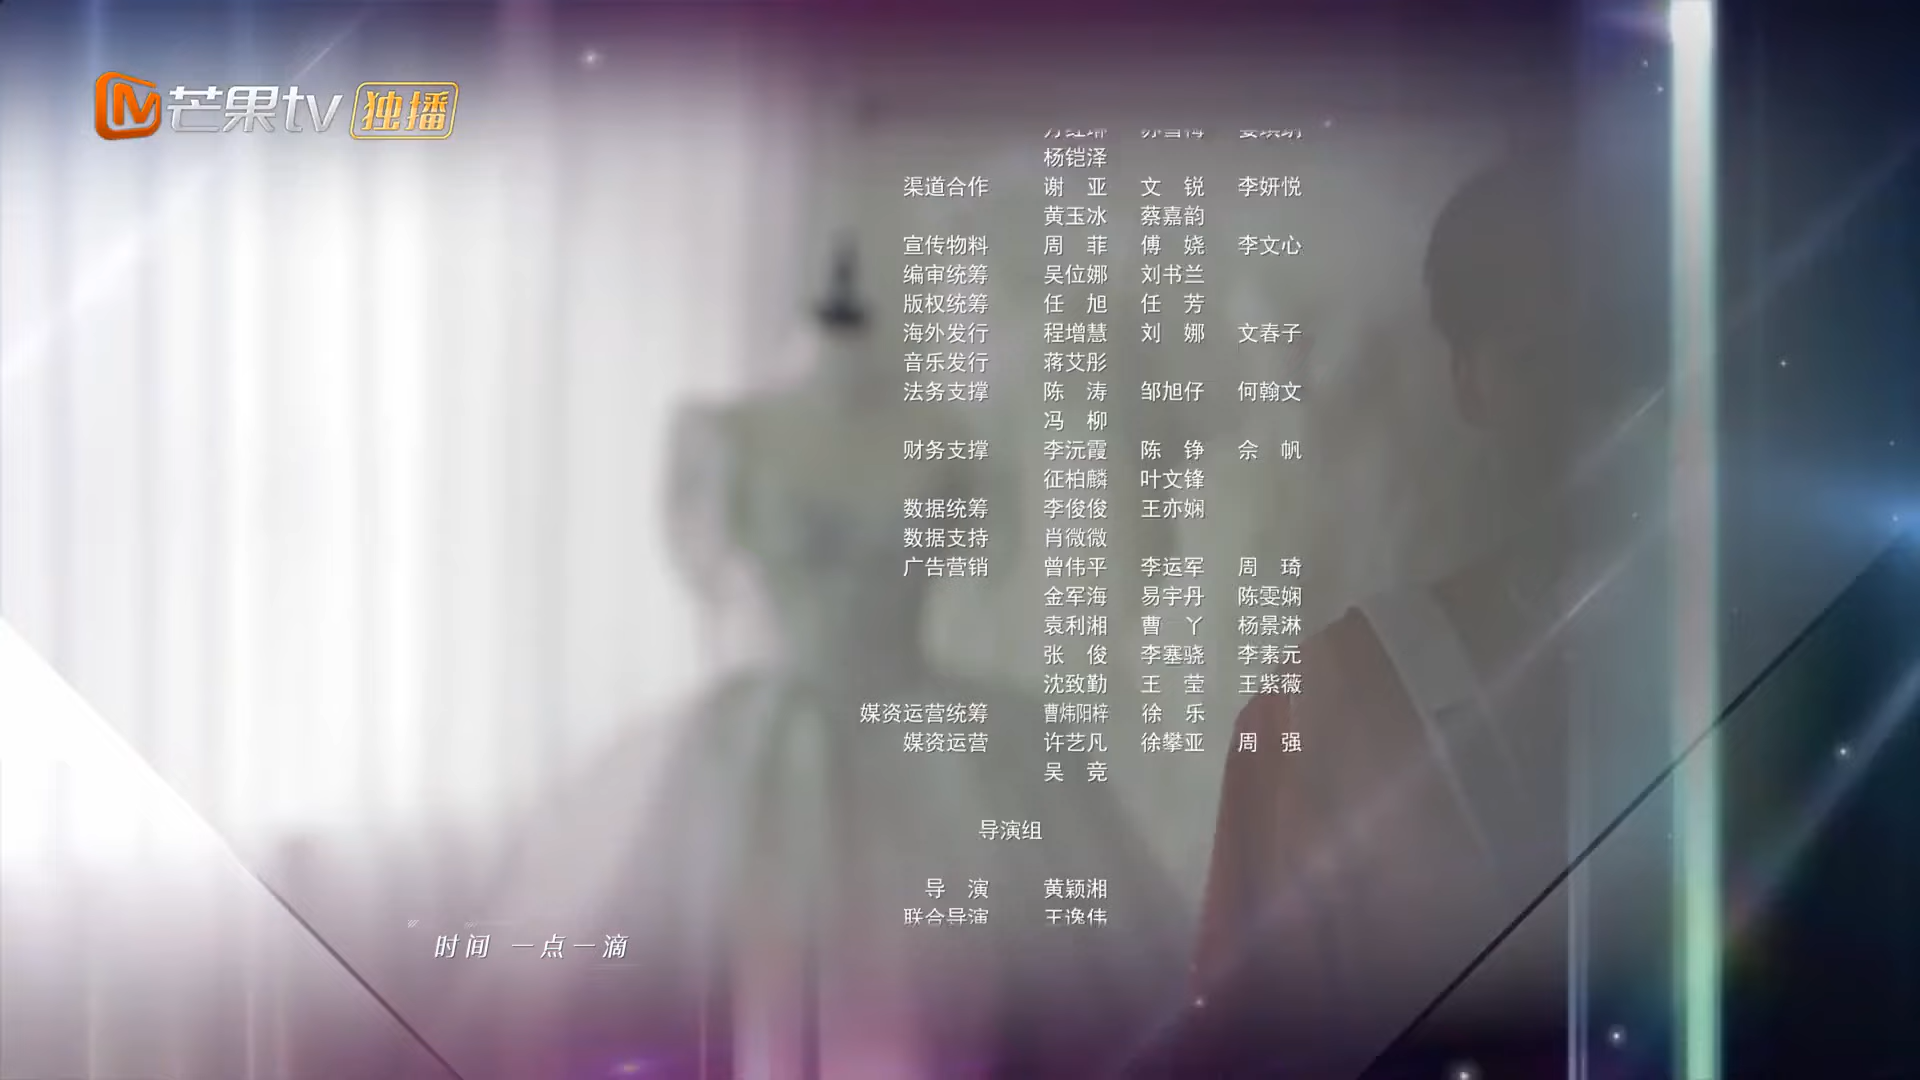 芒果tv 独播
杨铠泽
渠道合作 谢 亚 文 锐 李妍悦
黄玉冰 蔡嘉韵
宣传物料 周 菲 傅 娆 李文心
编审统筹 吴位娜 刘书兰
版权统筹 任 旭 任 芳
海外发行 程增慧 刘 娜 文春子
音乐发行 蒋艾彤
法务支撑 陈 涛 邹旭仔 何翰文
冯 柳
财务支撑 李沅霞 陈 铮 佘 帆
征柏麟 叶文锋
数据统筹 李俊俊 王亦娴
数据支持 肖微微
广告营销 曾伟平 李运军 周 琦
金军海 易宇丹 陈雯娴
袁利湘 曹 丫 杨景淋
张 俊 李塞骁 李素元
沈致勤 王 莹 王紫薇
媒资运营统筹 曹炜阳梓 徐 乐
媒资运营 许艺凡 徐攀亚 周 强
吴 竞
导演组
导 演 黄颖湘
联合导演 王逸伟
时间 一点一滴